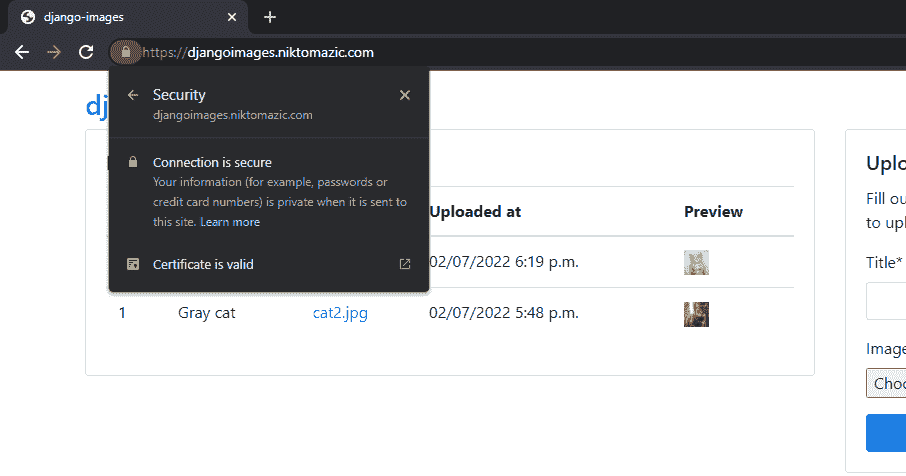 django-images
https://djangoimages.niktomazic.com
Security
djangoimages.niktomazic.com
Connection is secure
Your information (for example, passwords or
credit card numbers) is private when it is sent to
this site. Learn more
Certificate is valid
dj
Uploaded at
Preview
02/07/2022 6:19 p.m.
1
Gray cat
cat2.jpg
02/07/2022 5:48 p.m.
Uplo
Fill ou
to upl
Title*
Image
Choo